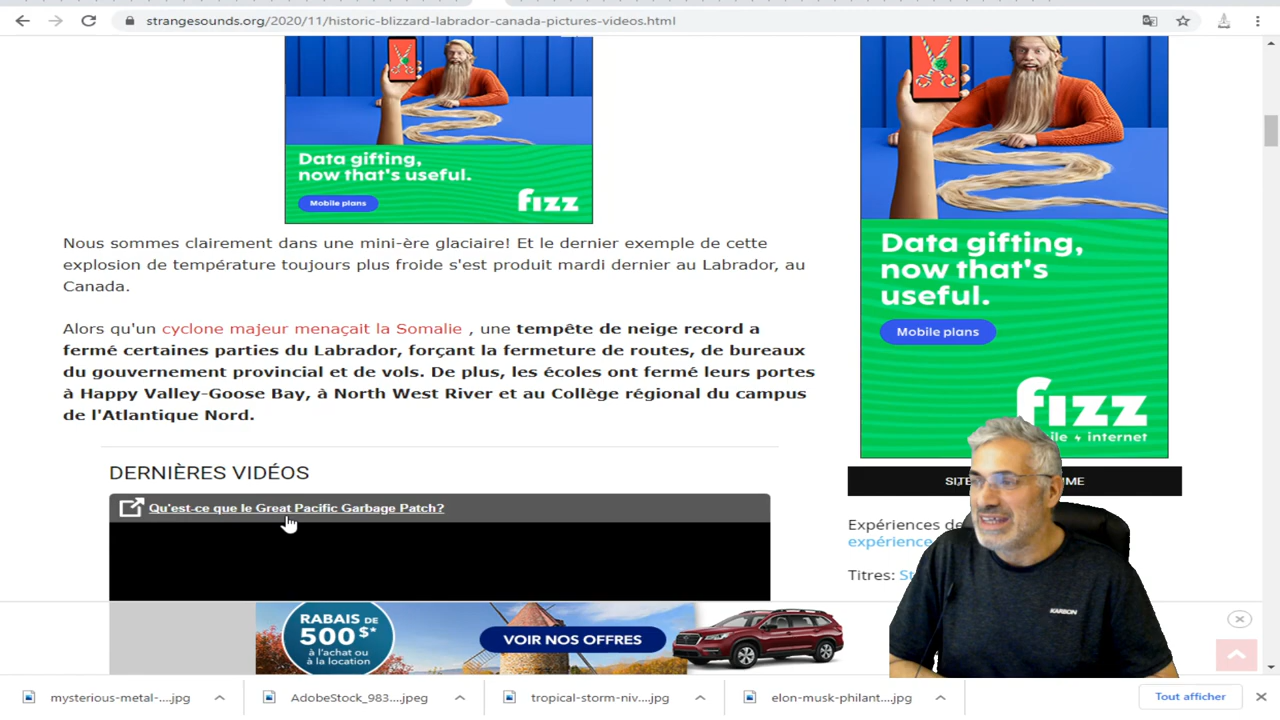 strangesounds.org/2020/11/historic-blizzard-labrador-canada-pictures-videos.html
Data gifting,
now that's useful.
Mobile plans
fizz
Nous sommes clairement dans une mini-ère glaciaire! Et le dernier exemple de cette
explosion de température toujours plus froide s'est produit mardi dernier au Labrador, au
Canada.
Alors qu'un cyclone majeur menaçait la Somalie , une tempête de neige record a
fermé certaines parties du Labrador, forçant la fermeture de routes, de bureaux
du gouvernement provincial et de vols. De plus, les écoles ont fermé leurs portes
à Happy Valley-Goose Bay, à North West River et au Collège régional du campus
de l'Atlantique Nord.
DERNIÈRES VIDÉOS
Qu'est-ce que le Great Pacific Garbage Patch?
Data gifting,
now that's
useful.
Mobile plans
fizz
internet
Expériences
expérience
Titres:
KARBON
RABAIS DE
500 $*
à l'achat ou
à la location
VOIR NOS OFFRES
mysterious-metal-....jpg
AdobeStock_983....jpeg
tropical-storm-niv....jpg
elon-musk-philant....jpg
Tout afficher